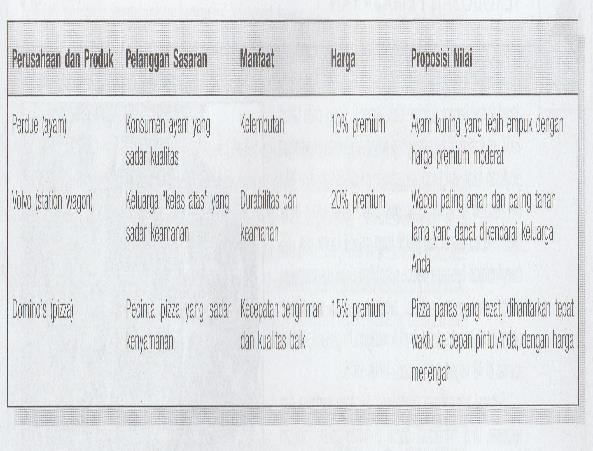 Perusahaan dan Produk Pelanggan Sasaran Manfaat Harga Proposisi Nilai
Perdue (ayam) Konsumen ayam yang Kelembutan 10% premium Ayam kuning yang lebih empuk dengan
sadar kualitas harga premium moderat
Volvo (station wagon) Keluarga "kelas atas" yang Durabilitas dan 20% premium Wagon paling aman dan paling tahan
sadar keamanan keamanan lama yang dapat dikendarai keluarga
Anda
Domino's (pizza) Pecinta pizza yang sadar Kecepatan pengiriman 15% premium Pizza panas yang lezat, dihantarkan tepat
kenyamanan dan kualitas baik waktu ke depan pintu Anda, dengan harga
menengah